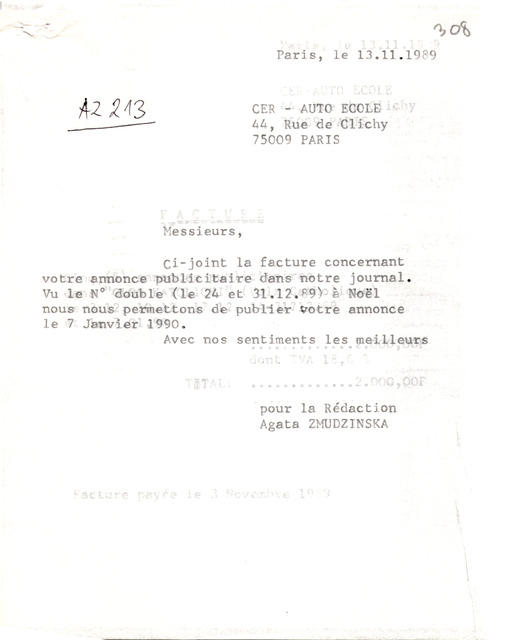 308
Paris, le 13.11.1989
AZ 213
CER - AUTO ECOLE
44, Rue de Clichy
75009 PARIS
F A C T U R E
Messieurs,
Ci-joint la facture concernant
votre annonce publicitaire dans notre journal.
Vu le N° double (le 24 et 31.12.89) à Noël
nous nous permettons de publier votre annonce
le 7 Janvier 1990.
Avec nos sentiments les meilleurs
dont TVA 18,6 %
TOTAL: ..............2.000,00F
pour la Rédaction
Agata ZMUDZINSKA
Facture payée le 3 Novembre 1989